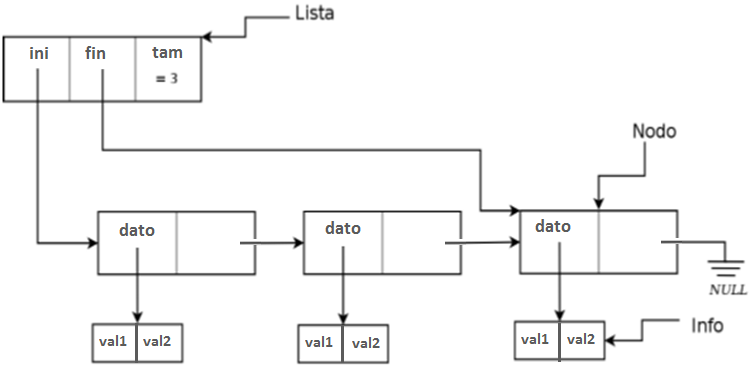 Lista
ini fin tam
= 3
Nodo
dato dato dato
NULL
val1 val2 val1 val2 val1 val2 Info